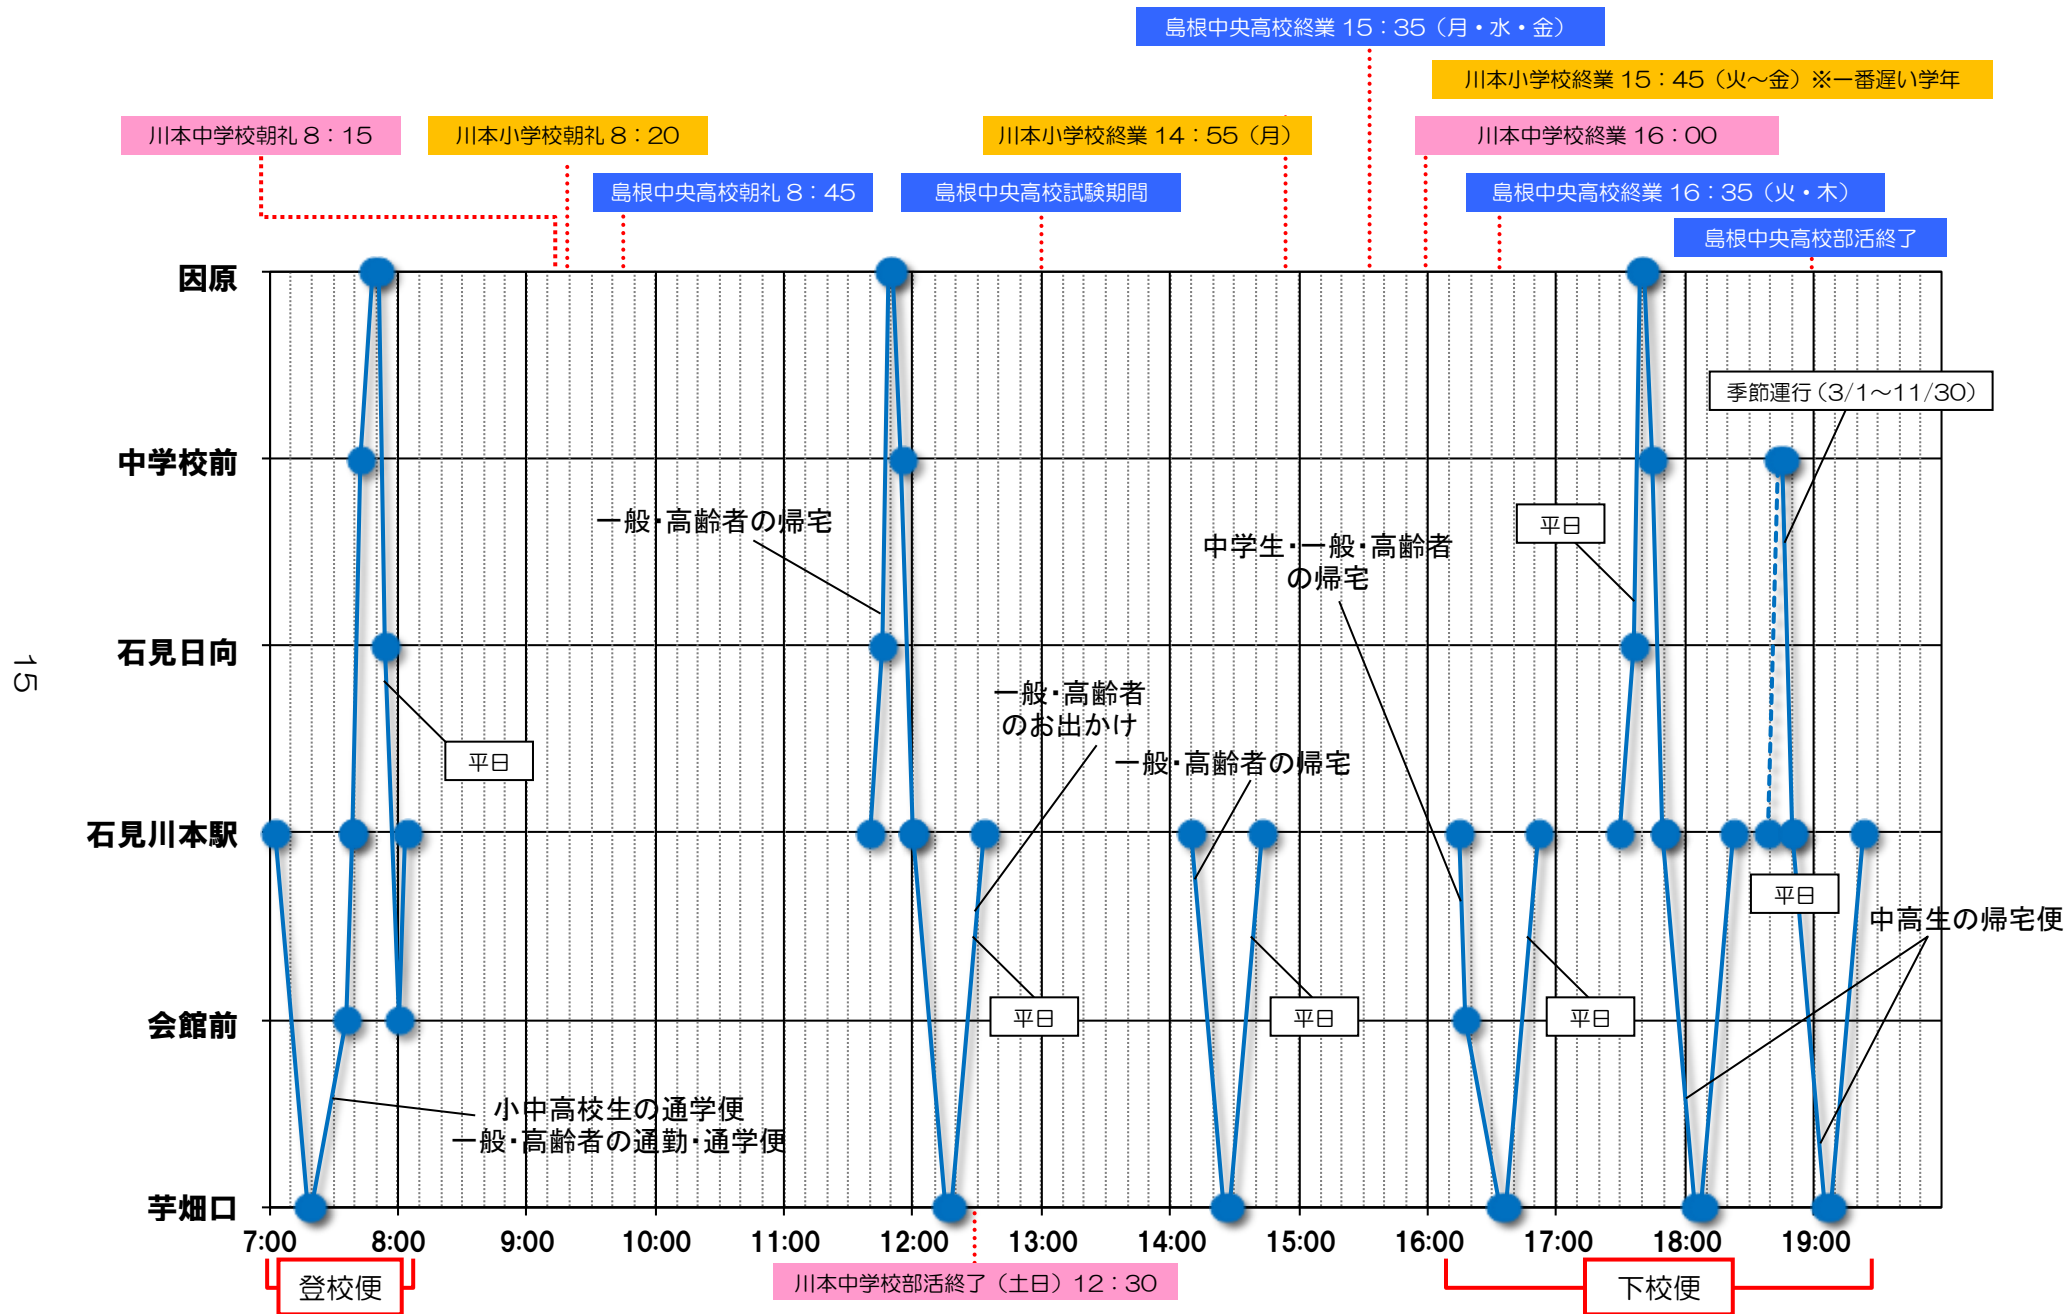 島根中央高校終業 15：35（月・水・金）
川本小学校終業 15：45（火～金）※一番遅い学年
川本中学校朝礼 8：15
川本小学校朝礼 8：20
川本小学校終業 14：55（月）
川本中学校終業 16：00
島根中央高校朝礼 8：45
島根中央高校試験期間
島根中央高校終業 16：35（火・木）
島根中央高校部活終了
因原
季節運行（3/1～11/30）
中学校前
一般・高齢者の帰宅
平日
中学生・一般・高齢者
の帰宅
石見日向
15
一般・高齢者
のお出かけ
平日
一般・高齢者の帰宅
石見川本駅
平日
中高生の帰宅便
会館前
平日
平日
平日
小中高校生の通学便
一般・高齢者の通勤・通学便
芋畑口
7:00
8:00
9:00
10:00
11:00
12:00
13:00
14:00
15:00
16:00
17:00
18:00
19:00
登校便
川本中学校部活終了（土日）12：30
下校便